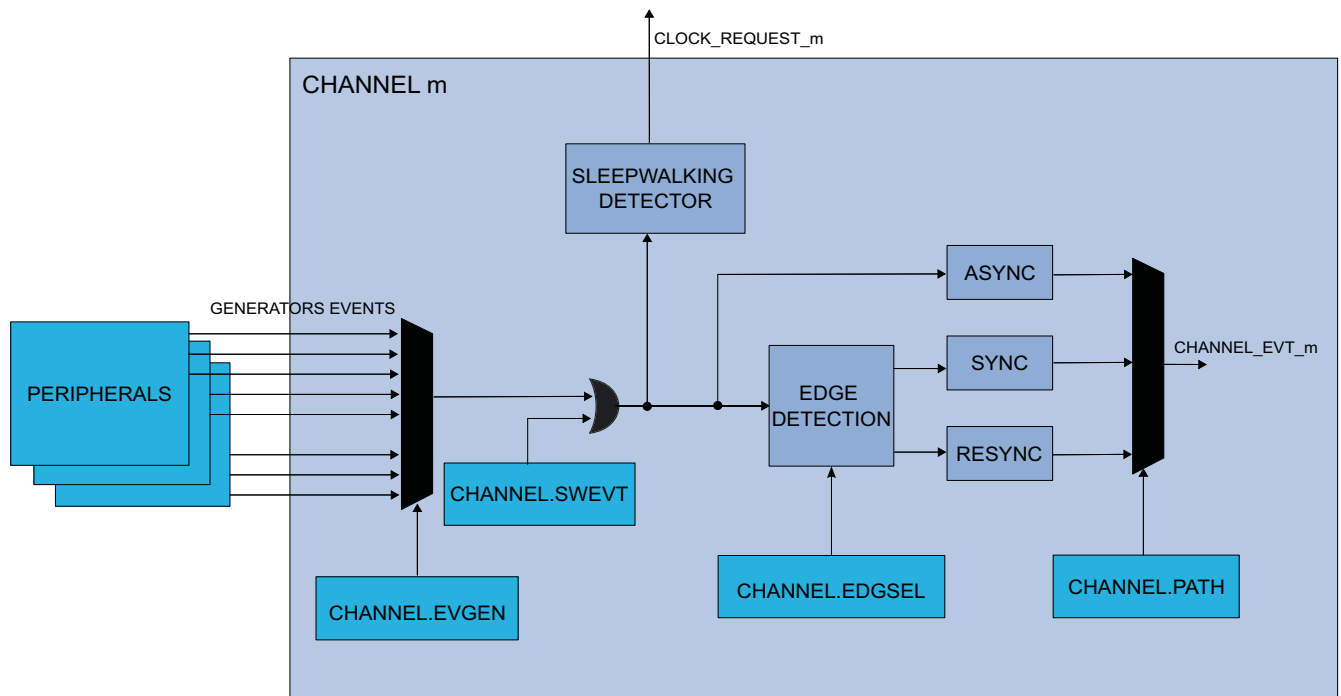 CLOCK_REQUEST_m
CHANNEL m
SLEEPWALKING
DETECTOR
ASYNC
GENERATORS EVENTS
CHANNEL_EVT_m
SYNC
PERIPHERALS
EDGE
DETECTION
RESYNC
CHANNEL.SWEVT
CHANNEL.EDGSEL
CHANNEL.PATH
CHANNEL.EVGEN